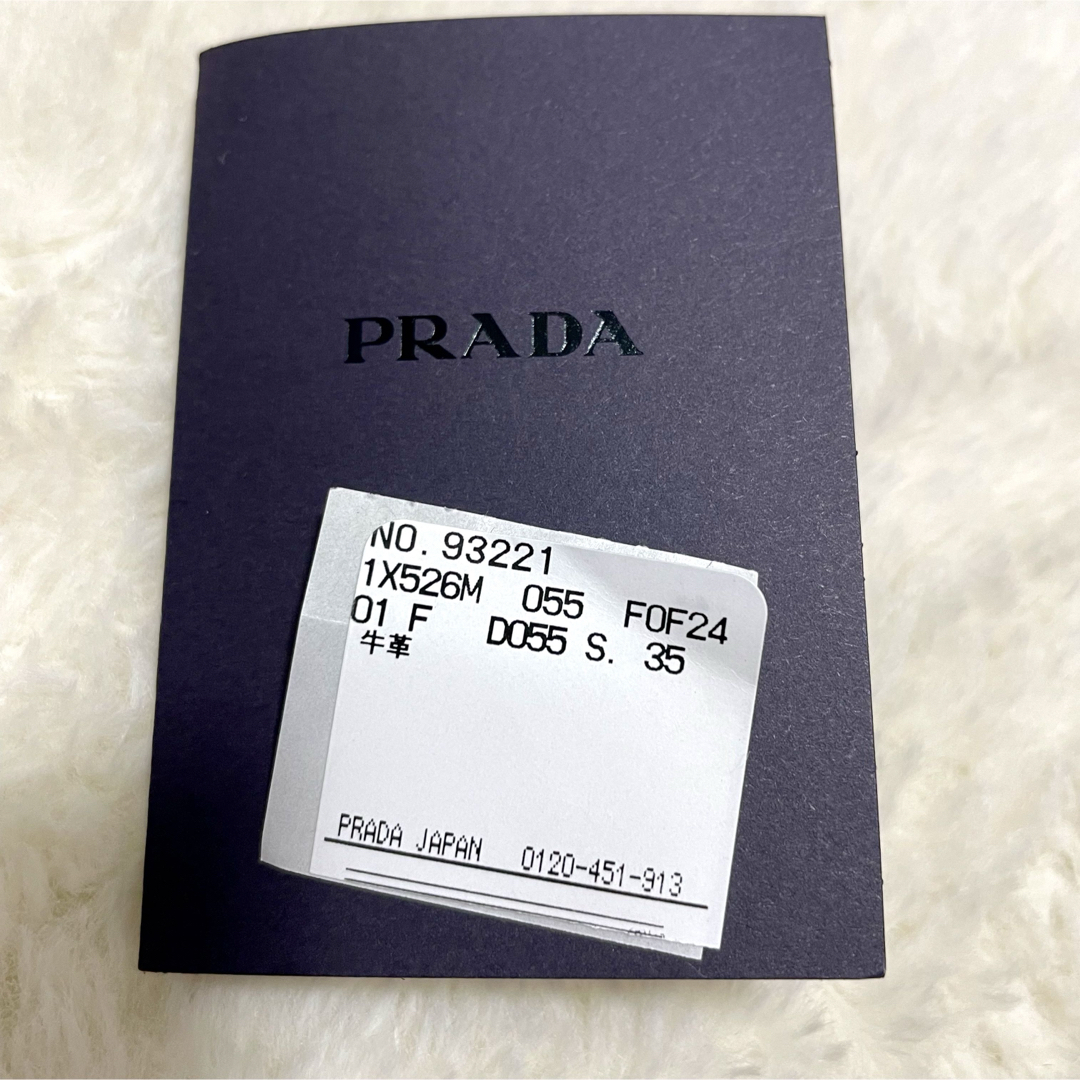 PRADA
NO. 93221
1X526M 055 F0F24
01 F D055 S. 35
牛革
PRADA JAPAN 0120-451-913